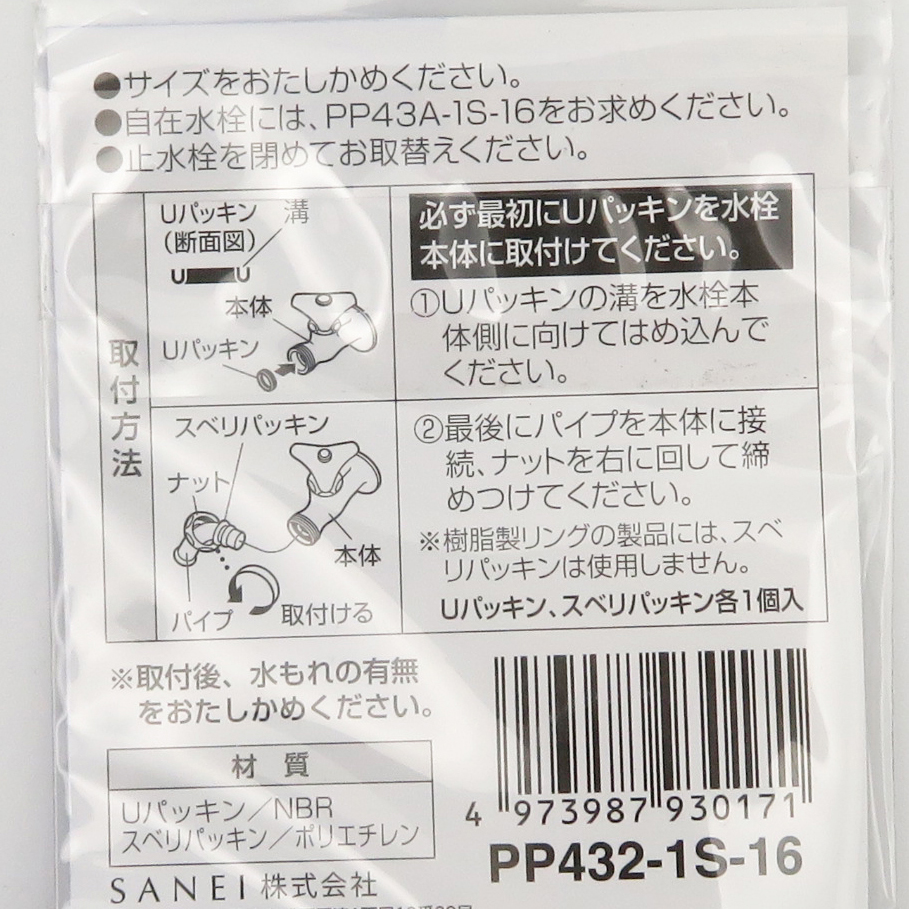 ●サイズをおたしかめください。
●自在水栓には、PP43A-1S-16をお求めください。
●止水栓を閉めてお取替えください。
取付方法
Uパッキン
(断面図)
溝
U U
本体
Uパッキン
必ず最初にUパッキンを水栓
本体に取付けてください。
①Uパッキンの溝を水栓本
体側に向けてはめ込んで
ください。
スベリパッキン
ナット
本体
パイプ
取付ける
②最後にパイプを本体に接
続、ナットを右に回して締
めつけてください。
※樹脂製リングの製品には、スベ
リパッキンは使用しません。
Uパッキン、スベリパッキン各1個入
※取付後、水もれの有無
をおたしかめください。
材 質
Uパッキン／NBR
スベリパッキン／ポリエチレン
SANEI 株式会社
4 973987 930171
PP432-1S-16